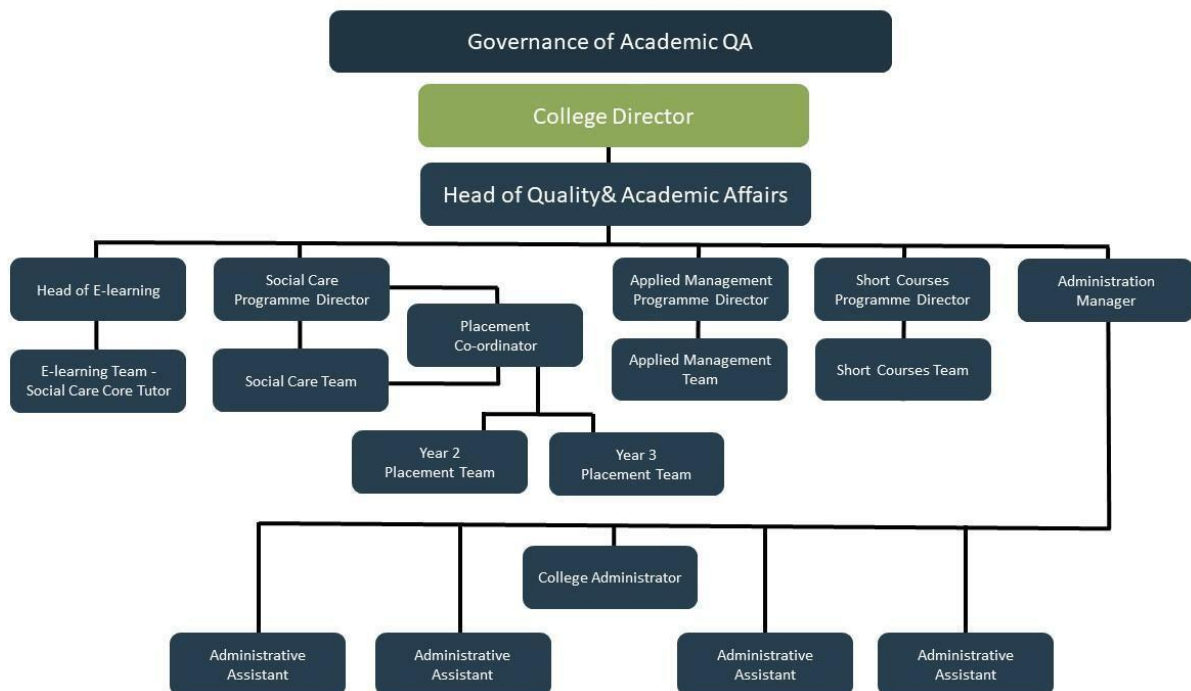 Governance of Academic QA
College Director
Head of Quality& Academic Affairs
Head of E-learning
Social Care
Programme Director
Applied Management
Programme Director
Short Courses
Programme Director
Administration
Manager
Placement
Co-ordinator
E-learning Team -
Social Care Core Tutor
Social Care Team
Applied Management
Team
Short Courses Team
Year 2
Placement Team
Year 3
Placement Team
College Administrator
Administrative
Assistant
Administrative
Assistant
Administrative
Assistant
Administrative
Assistant